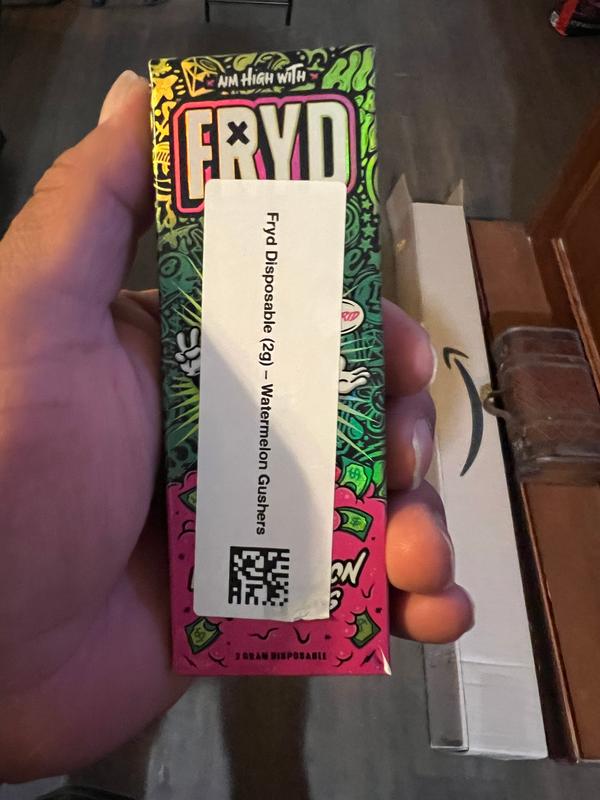 AIM HIGH WITH
FRYD
Fryd Disposable (2g) – Watermelon Gushers
2 GRAM DISPOSABLE